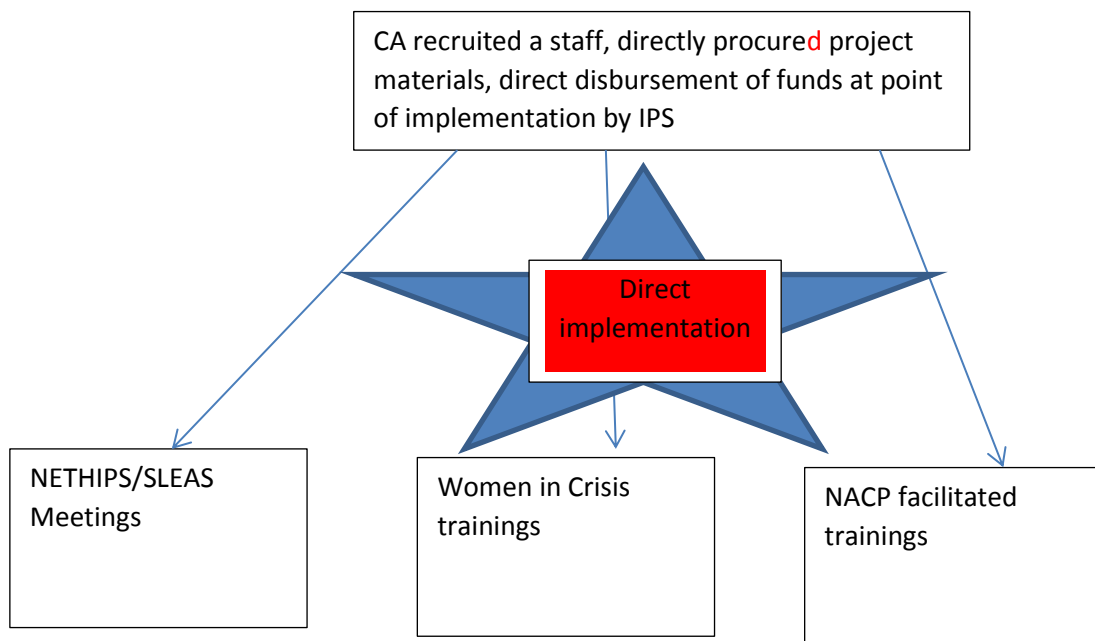 CA recruited a staff, directly procured project
materials, direct disbursement of funds at point
of implementation by IPS
Direct
implementation
NETHIPS/SLEAS
Meetings
Women in Crisis
trainings
NACP facilitated
trainings